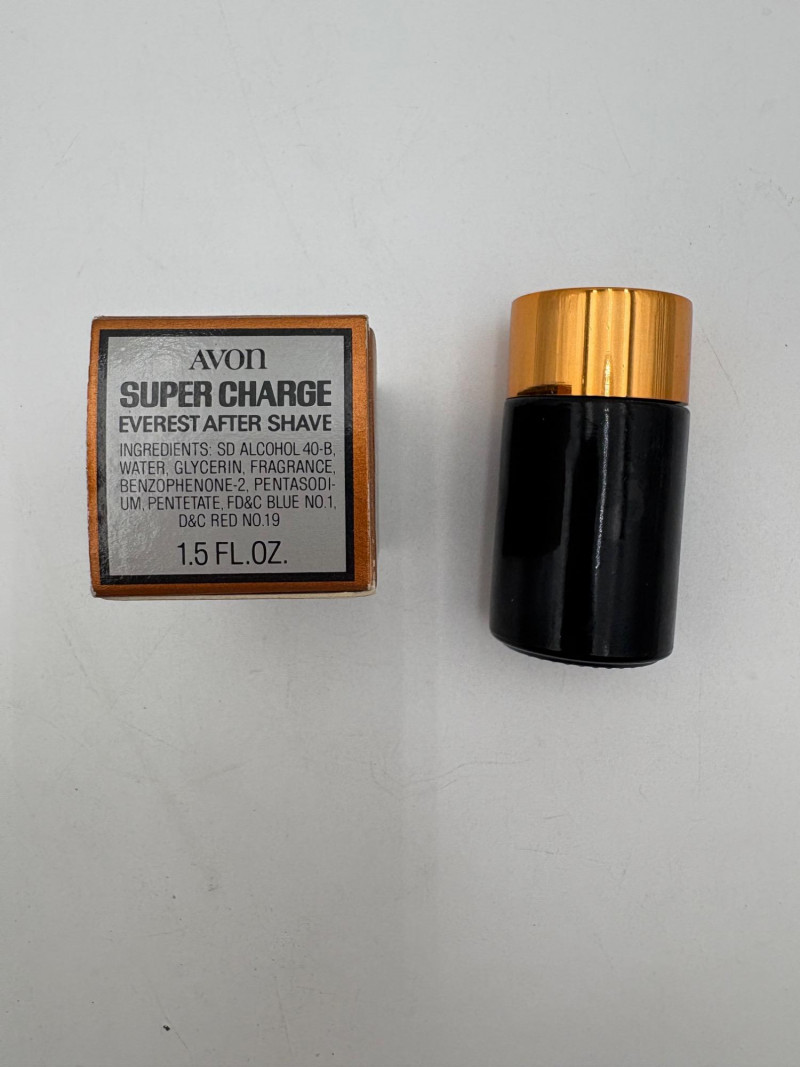 AVON
SUPER CHARGE
EVEREST AFTER SHAVE
INGREDIENTS: SD ALCOHOL 40-B,
WATER, GLYCERIN, FRAGRANCE,
BENZOPHENONE-2, PENTASODI-
UM, PENTETATE, FD&C BLUE NO.1,
D&C RED NO.19
1.5 FL.OZ.